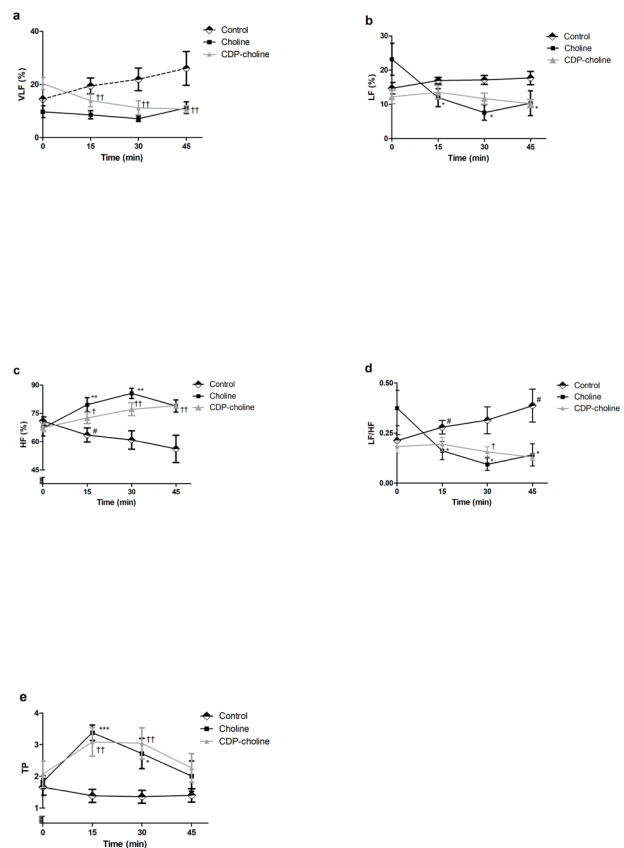 a
40
20
0
VLF (%)
Control
Choline
CDP-choline
††
††
††
0 15 30 45
Time (min)
b
30
20
10
0
LF (%)
Control
Choline
CDP-choline
*
*
*
0 15 30 45
Time (min)
c
90
75
60
45
HF (%)
Control
Choline
CDP-choline
**
**
†
††
††
#
0 15 30 45
Time (min)
d
0.50
0.25
0.00
LF/HF
Control
Choline
CDP-choline
#
#
*
†
*
*
0 15 30 45
Time (min)
e
4
3
2
1
TP
Control
Choline
CDP-choline
***
††
††
*
0 15 30 45
Time (min)